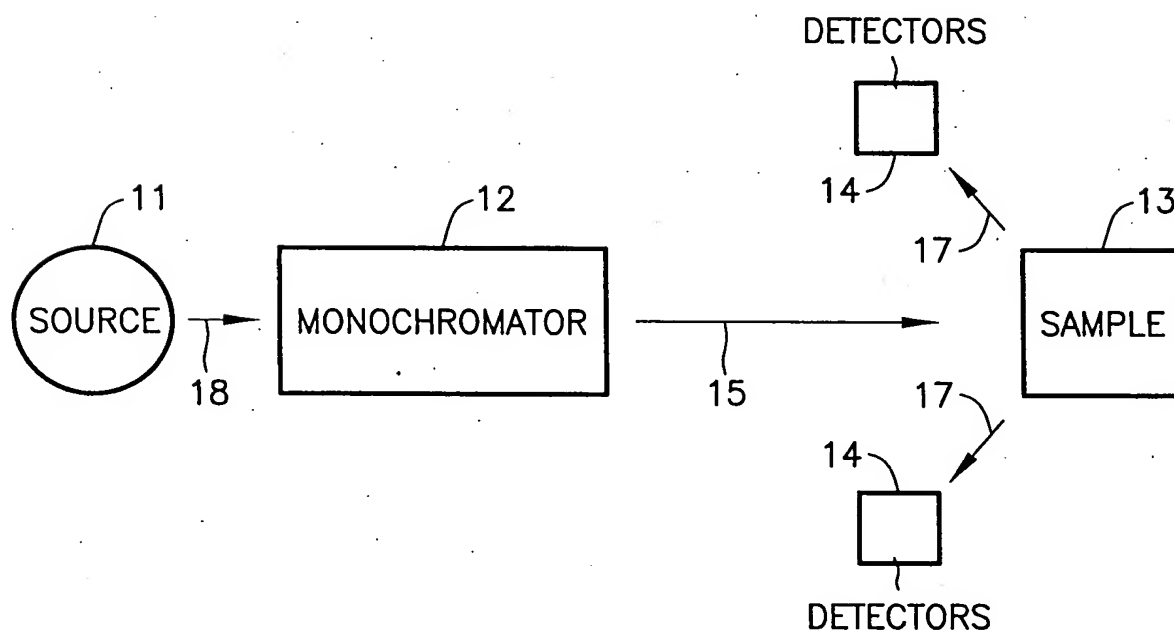 DETECTORS
14
17
11
12
13
SOURCE
MONOCHROMATOR
SAMPLE
18
15
17
14
DETECTORS